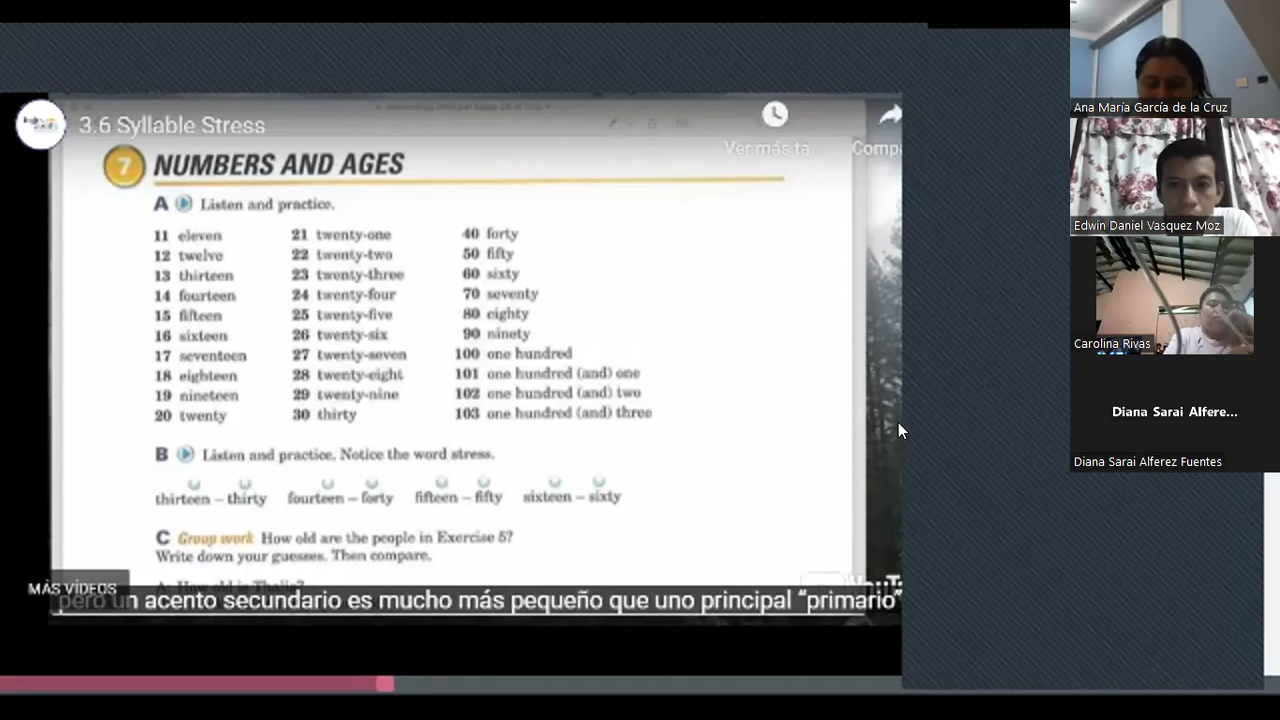 3.6 Syllable Stress
Ver más ta...
Comp
7 NUMBERS AND AGES
A Listen and practice.
11 eleven 21 twenty-one 40 forty
12 twelve 22 twenty-two 50 fifty
13 thirteen 23 twenty-three 60 sixty
14 fourteen 24 twenty-four 70 seventy
15 fifteen 25 twenty-five 80 eighty
16 sixteen 26 twenty-six 90 ninety
17 seventeen 27 twenty-seven 100 one hundred
18 eighteen 28 twenty-eight 101 one hundred (and) one
19 nineteen 29 twenty-nine 102 one hundred (and) two
20 twenty 30 thirty 103 one hundred (and) three
B Listen and practice. Notice the word stress.
thirteen – thirty fourteen – forty fifteen – fifty sixteen – sixty
C Group work How old are the people in Exercise 5?
Write down your guesses. Then compare.
A: How old is Thalia?
MÁS VÍDEOS
YouT
pero un acento secundario es mucho más pequeño que uno principal “primario”
Ana María García de la Cruz
Edwin Daniel Vasquez Moz
Carolina Rivas
Diana Sarai Alfere...
Diana Sarai Alferez Fuentes